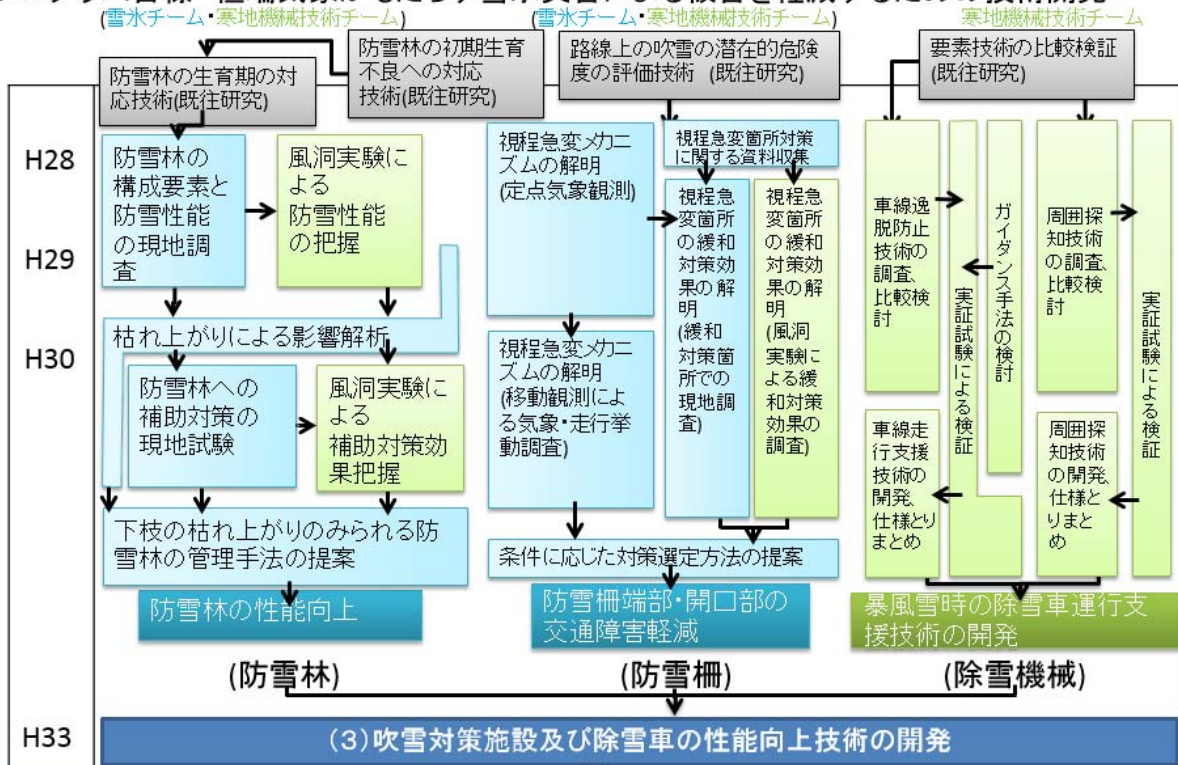 (雪氷チーム・寒地機械技術チーム)
(雪氷チーム・寒地機械技術チーム)
寒地機械技術チーム
防雪林の生育期の対
応技術(既往研究)
防雪林の初期生育
不良への対応
技術(既往研究)
路線上の吹雪の潜在的危険
度の評価技術 (既往研究)
要素技術の比較検証
(既往研究)
H28
H29
H30
H33
防雪林の
構成要素と
防雪性能
の現地調
査
風洞実験に
よる
防雪性能
の把握
枯れ上がりによる影響解析
防雪林への
補助対策の
現地試験
風洞実験に
よる
補助対策効
果把握
下枝の枯れ上がりのみられる防
雪林の管理手法の提案
防雪林の性能向上
(防雪林)
視程急変メカニ
ズムの解明
(定点気象観測)
視程急変箇所対策
に関する資料収集
視程急
変箇所
の緩和
対策効
果の解
明
(緩和
対策箇
所での
現地調
査)
視程急
変箇所
の緩和
対策効
果の解
明
(風洞
実験に
よる緩
和対策
効果の
調査)
視程急変メカニ
ズムの解明
(移動観測によ
る気象・走行挙
動調査)
条件に応じた対策選定方法の提案
防雪柵端部・開口部の
交通障害軽減
(防雪柵)
車線逸
脱防止
技術の
調査、
比較検
討
実証試験による検証
ガイダンス手法の検討
周囲探
知技術
の調査、
比較検
討
実証試験による検証
車線走
行支援
技術の
開発、
仕様とり
まとめ
周囲探
知技術
の開発、
仕様と
りまと
め
暴風雪時の除雪車運行支
援技術の開発
(除雪機械)
(3)吹雪対策施設及び除雪車の性能向上技術の開発